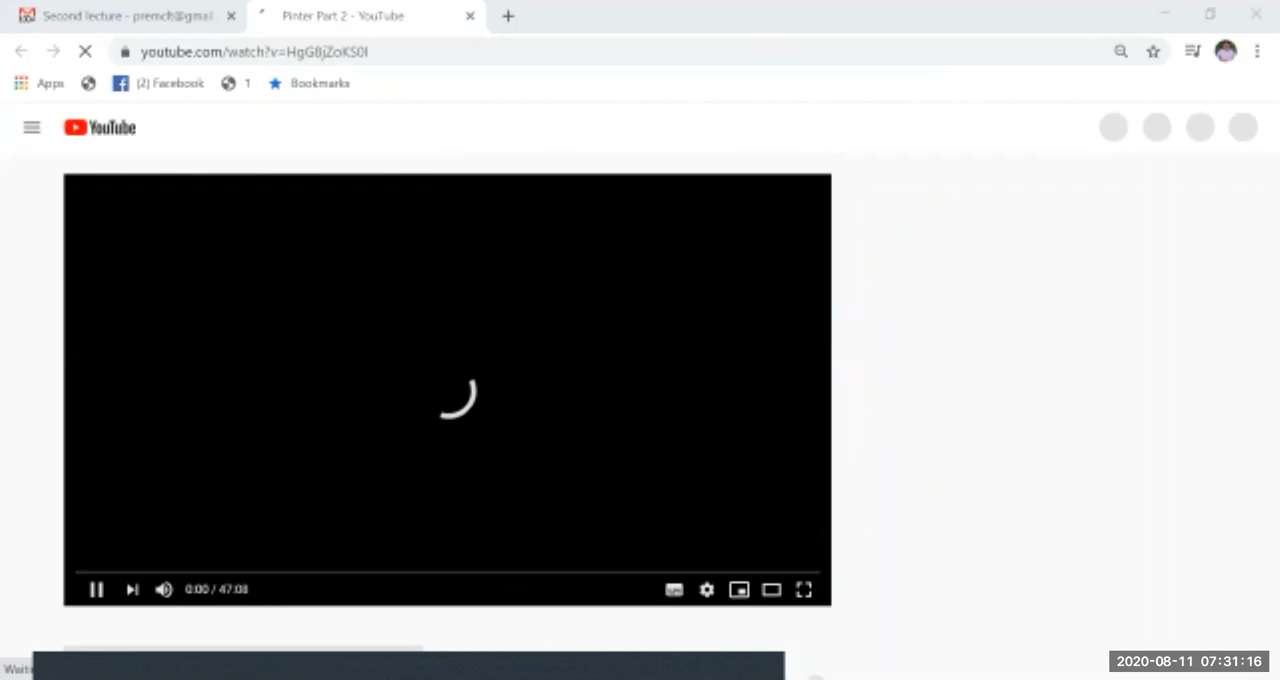 Second lecture - premch@gmail
Pinter Part 2 - YouTube
youtube.com/watch?v=HgG8jZoKS0I
Apps
(2) Facebook
1
Bookmarks
YouTube
0:00 / 47:08
2020-08-11 07:31:16